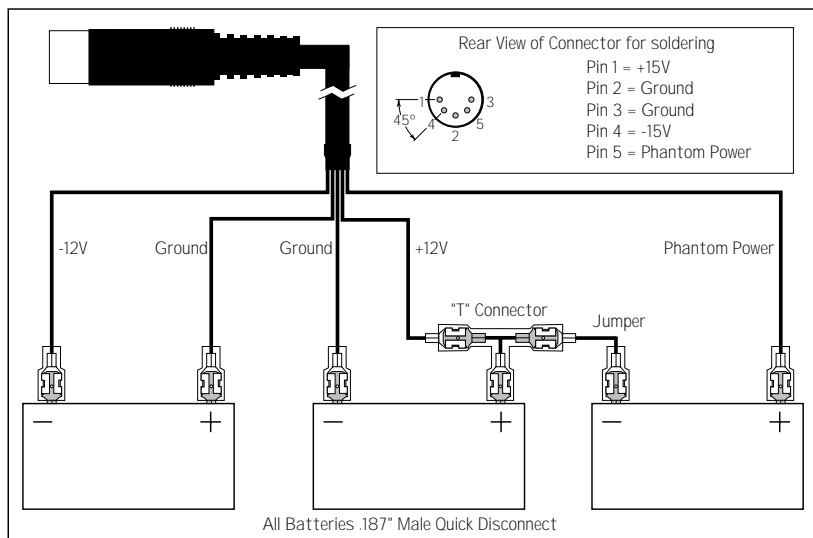 Rear View of Connector for soldering
Pin 1 = +15V
Pin 2 = Ground
Pin 3 = Ground
Pin 4 = -15V
Pin 5 = Phantom Power
1
3
45º
4
5
2
-12V
Ground
Ground
+12V
Phantom Power
"T" Connector
Jumper
− +
− +
− +
All Batteries .187" Male Quick Disconnect